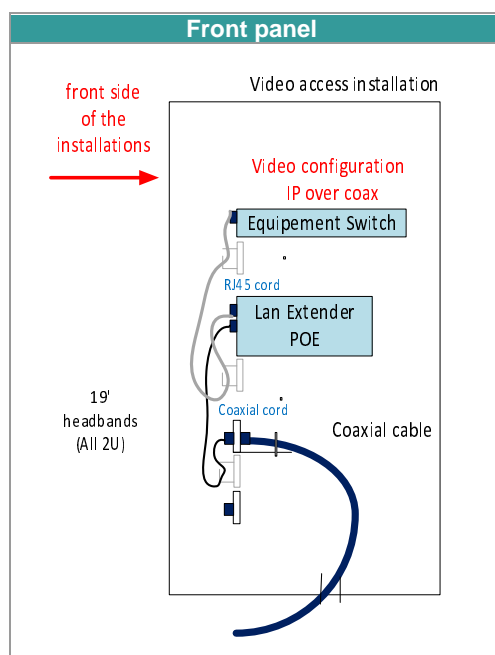 Front panel
Video access installation
front side
of the
installations
Video configuration
IP over coax
Equipement Switch
RJ45 cord
Lan Extender
POE
19'
headbands
(All 2U)
Coaxial cord
Coaxial cable